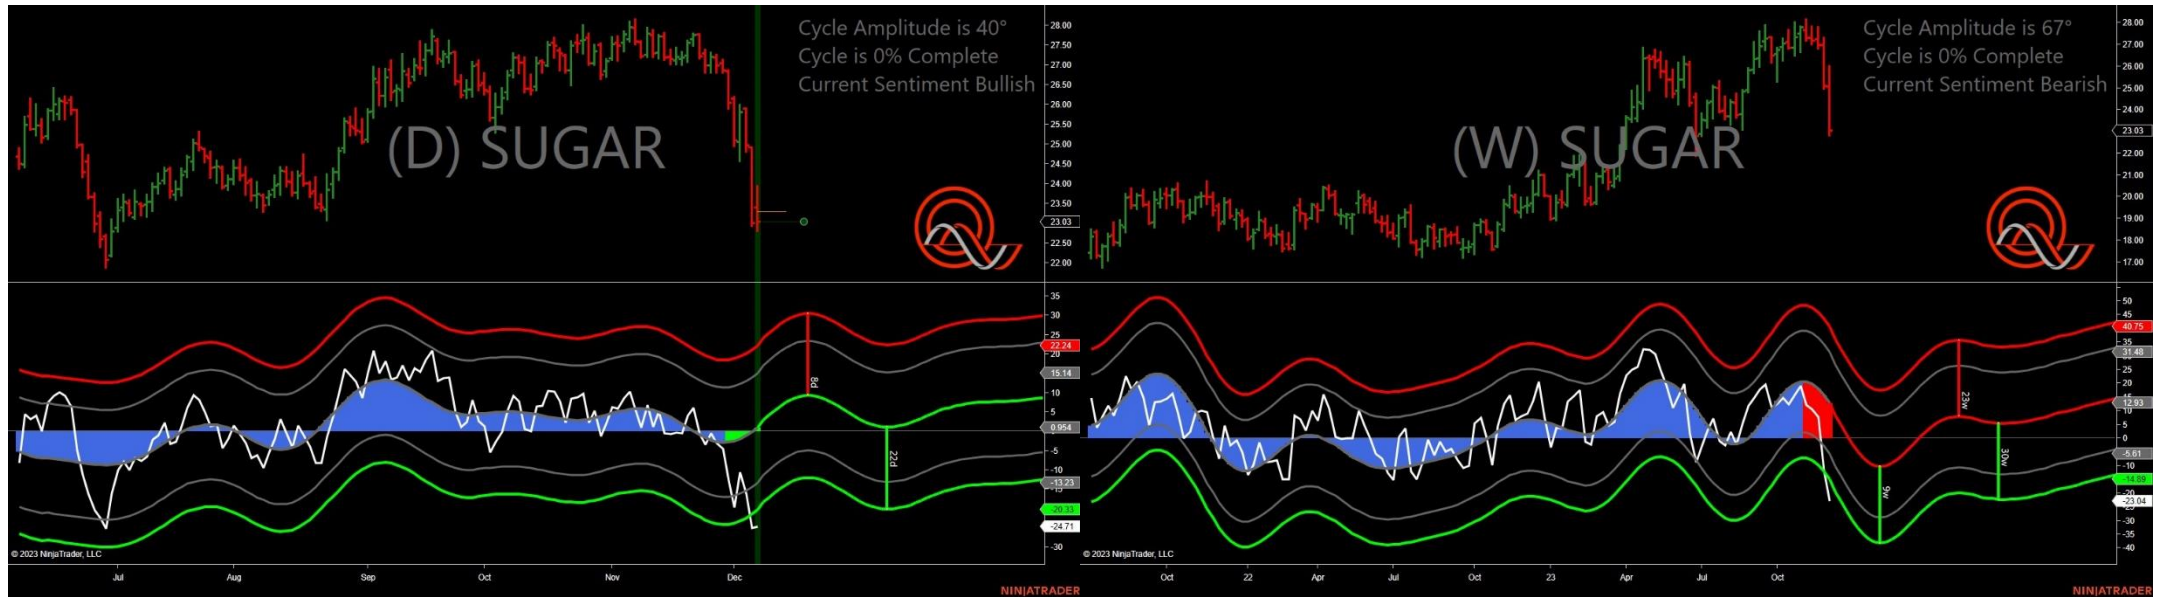 Cycle Amplitude is 40°
Cycle is 0% Complete
Current Sentiment Bullish
(D) SUGAR
28.00
27.50
27.00
26.50
26.00
25.50
25.00
24.50
24.00
23.50
23.03
22.50
22.00
35
30
25
22.24
20
15.14
10
5
0.954
-5
-10
-13.23
-20.33
-24.71
-30
8d
22d
© 2023 NinjaTrader, LLC
Jul
Aug
Sep
Oct
Nov
Dec
NINJATRADER
Cycle Amplitude is 67°
Cycle is 0% Complete
Current Sentiment Bearish
(W) SUGAR
28.00
27.00
26.00
25.00
24.00
23.03
22.00
21.00
20.00
19.00
18.00
17.00
50
45
40.75
35
31.48
25
20
15
12.93
10
5
0
-5.61
-10
-14.89
-20
-23.04
-30
-35
-40
23w
9w
30w
© 2023 NinjaTrader, LLC
Oct
22
Apr
Jul
Oct
23
Apr
Jul
Oct
NINJATRADER